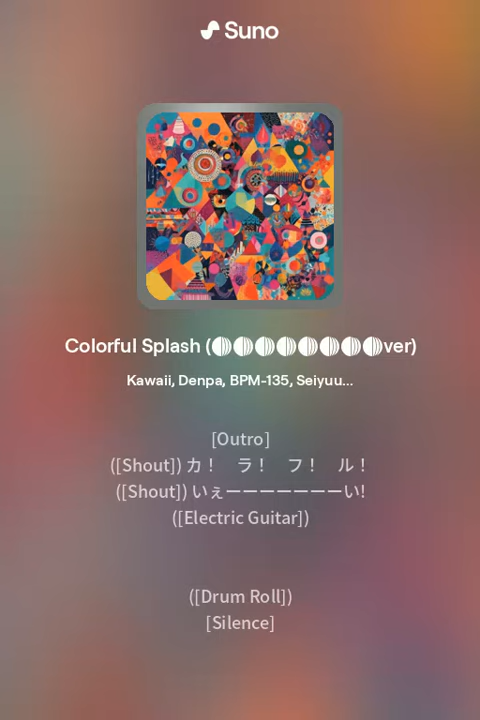 Suno
Colorful Splash (◍◍◍◍◍◍◍◍ver)
Kawaii, Denpa, BPM-135, Seiyuu...
[Outro]
([Shout]) カ！　ラ！　フ！　ル！
([Shout]) いぇーーーーーーーい!
([Electric Guitar])
([Drum Roll])
[Silence]